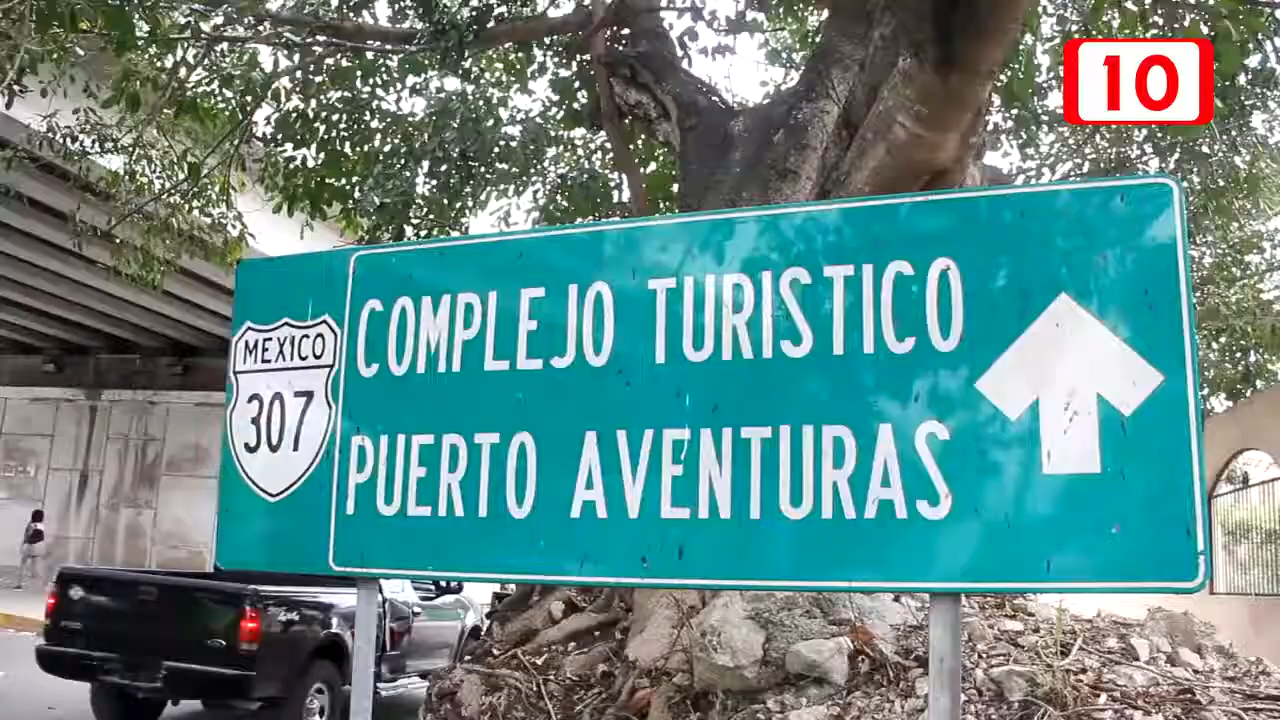 10
MEXICO
307
COMPLEJO TURISTICO
PUERTO AVENTURAS